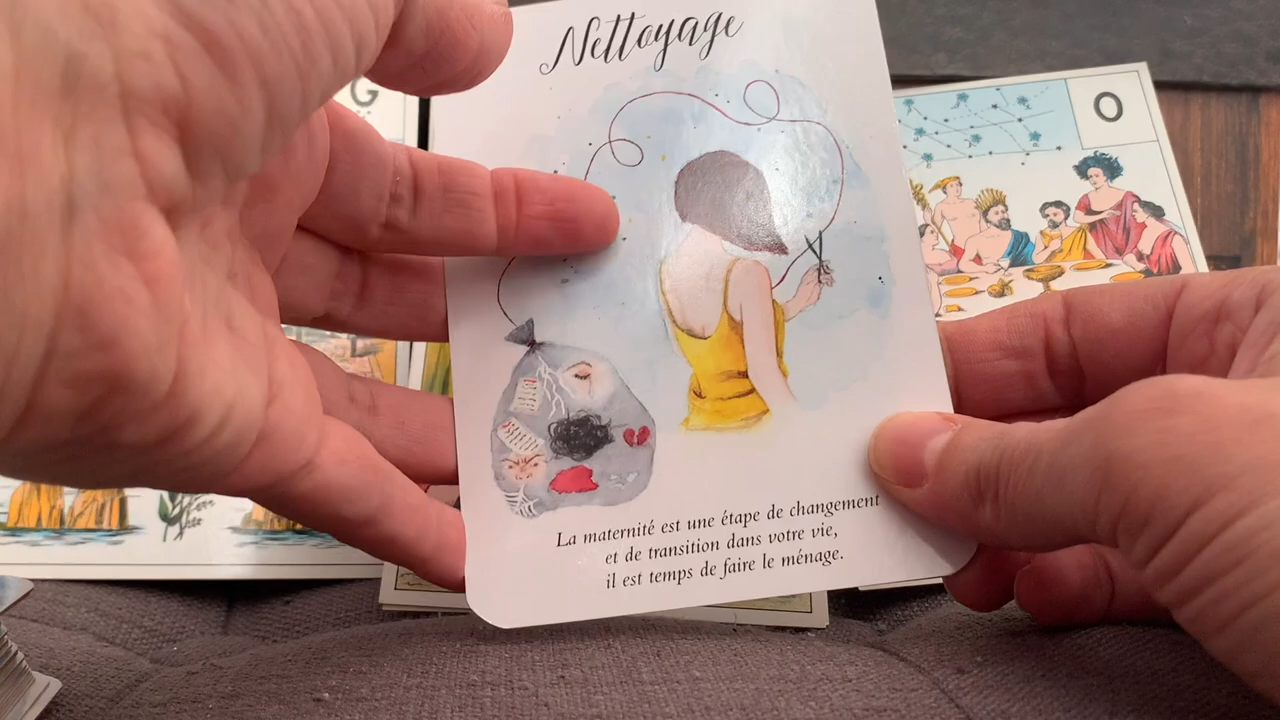 Nettoyage
G
O
La maternité est une étape de changement
et de transition dans votre vie,
il est temps de faire le ménage.